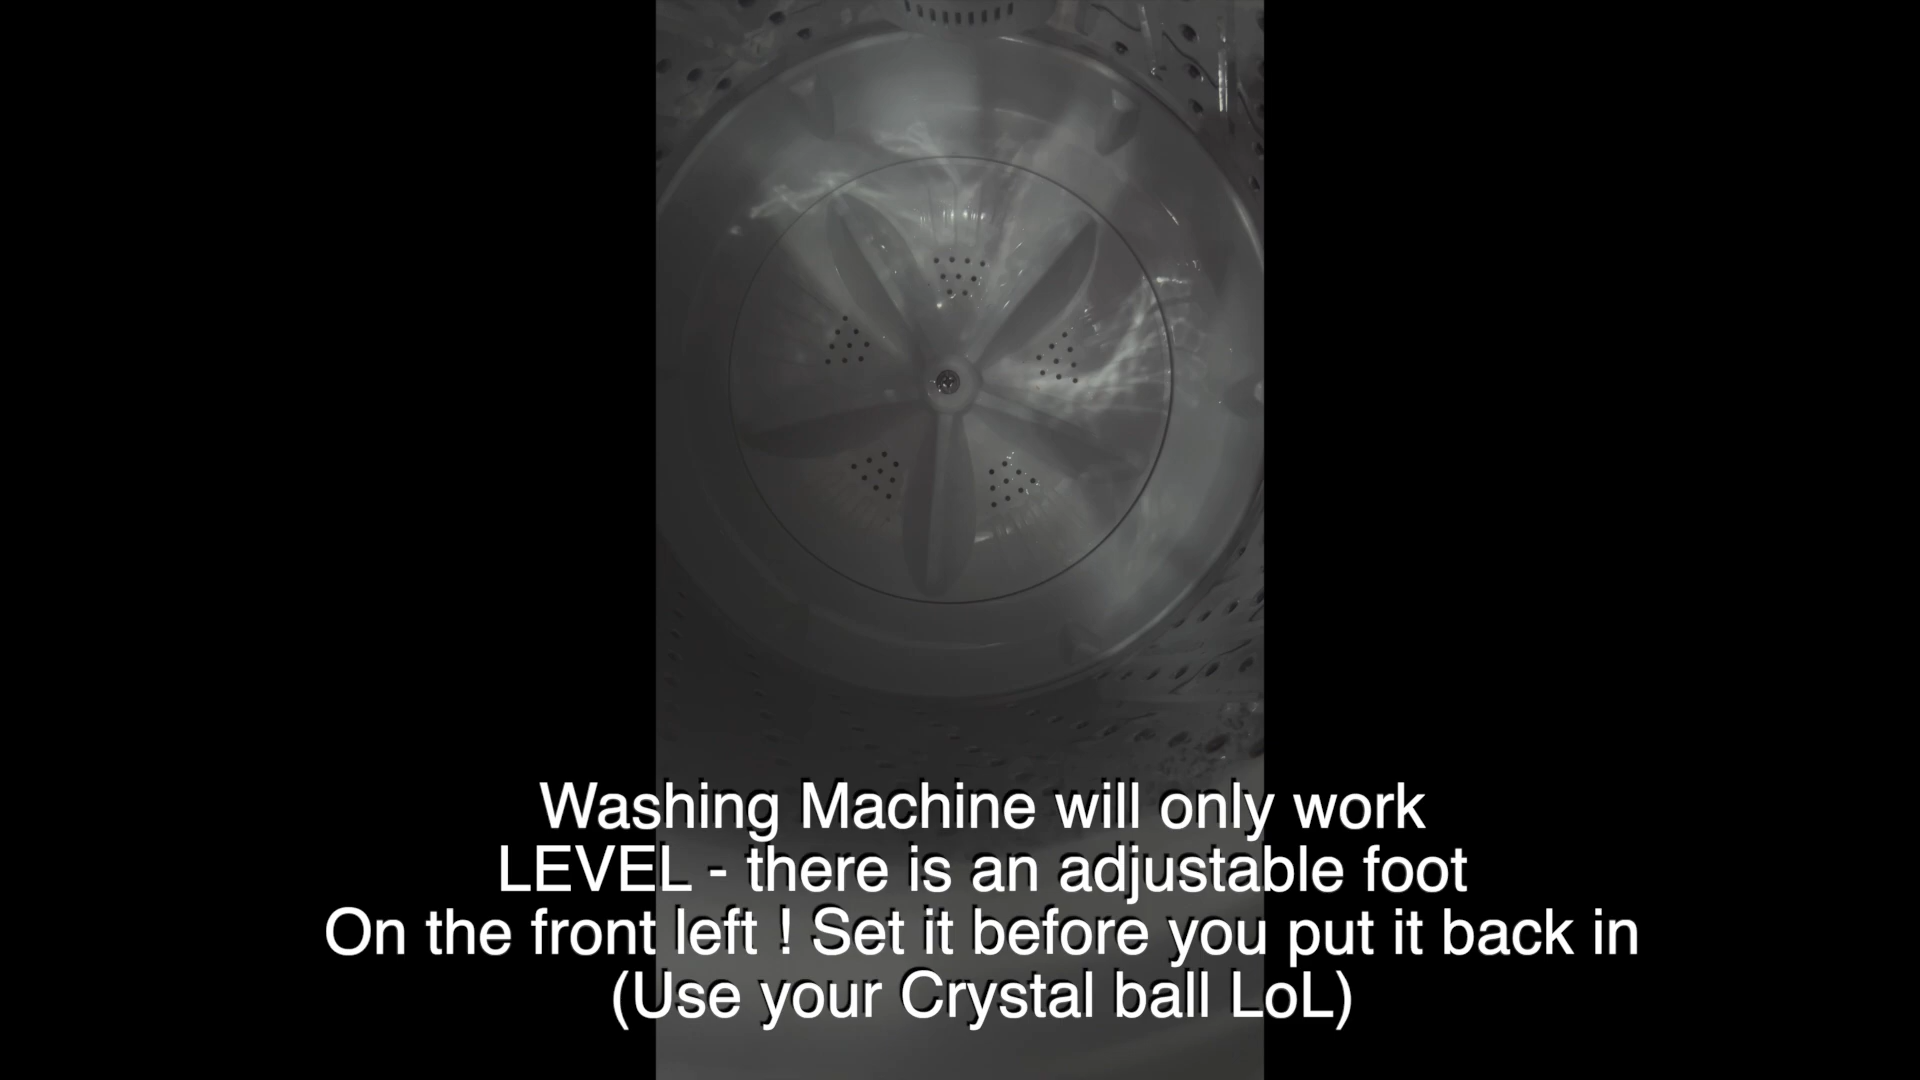 Washing Machine will only work
LEVEL - there is an adjustable foot
On the front left ! Set it before you put it back in
(Use your Crystal ball LoL)